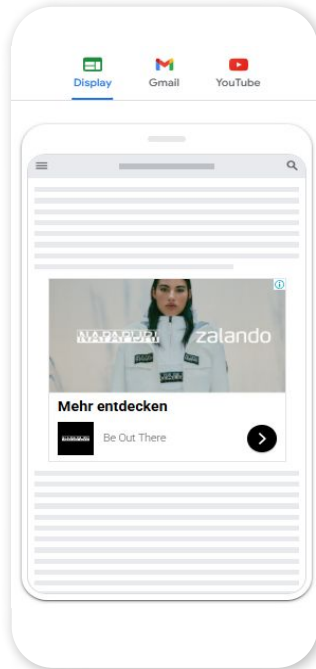 Display
Gmail
YouTube
NAPAPIJRI
zalando
Mehr entdecken
Be Out There